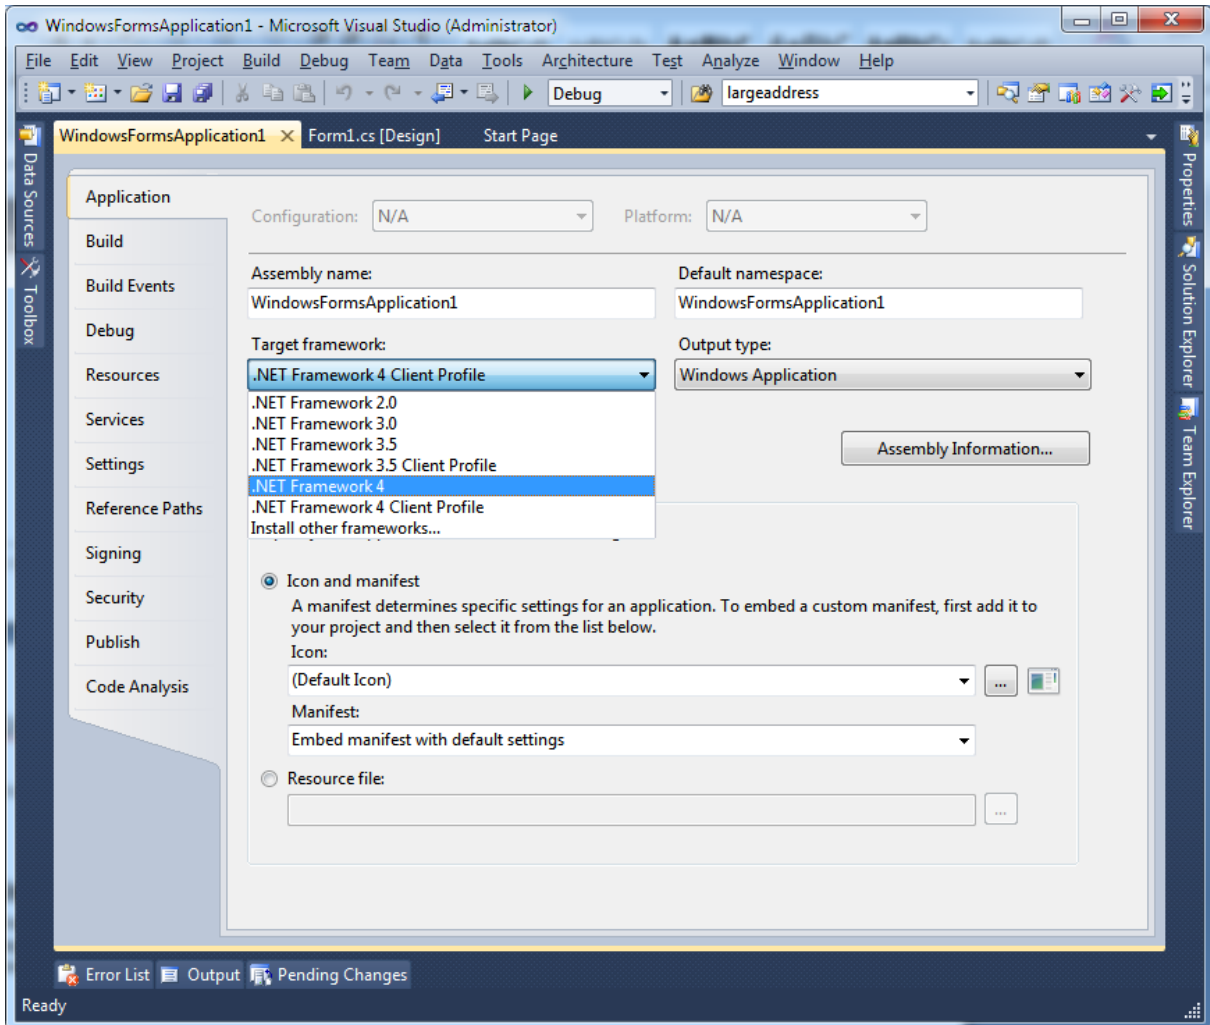 WindowsFormsApplication1 - Microsoft Visual Studio (Administrator)
File Edit View Project Build Debug Team Data Tools Architecture Test Analyze Window Help
Debug largeaddress
WindowsFormsApplication1 Form1.cs [Design] Start Page
Data Sources
Toolbox
Application
Build
Build Events
Debug
Resources
Services
Settings
Reference Paths
Signing
Security
Publish
Code Analysis
Configuration: N/A Platform: N/A
Assembly name: Default namespace:
WindowsFormsApplication1 WindowsFormsApplication1
Target framework: Output type:
.NET Framework 4 Client Profile Windows Application
.NET Framework 2.0
.NET Framework 3.0
.NET Framework 3.5
.NET Framework 3.5 Client Profile
.NET Framework 4
.NET Framework 4 Client Profile
Install other frameworks...
Assembly Information...
Icon and manifest
A manifest determines specific settings for an application. To embed a custom manifest, first add it to
your project and then select it from the list below.
Icon:
(Default Icon) ...
Manifest:
Embed manifest with default settings
Resource file:
...
Properties
Solution Explorer
Team Explorer
Error List Output Pending Changes
Ready